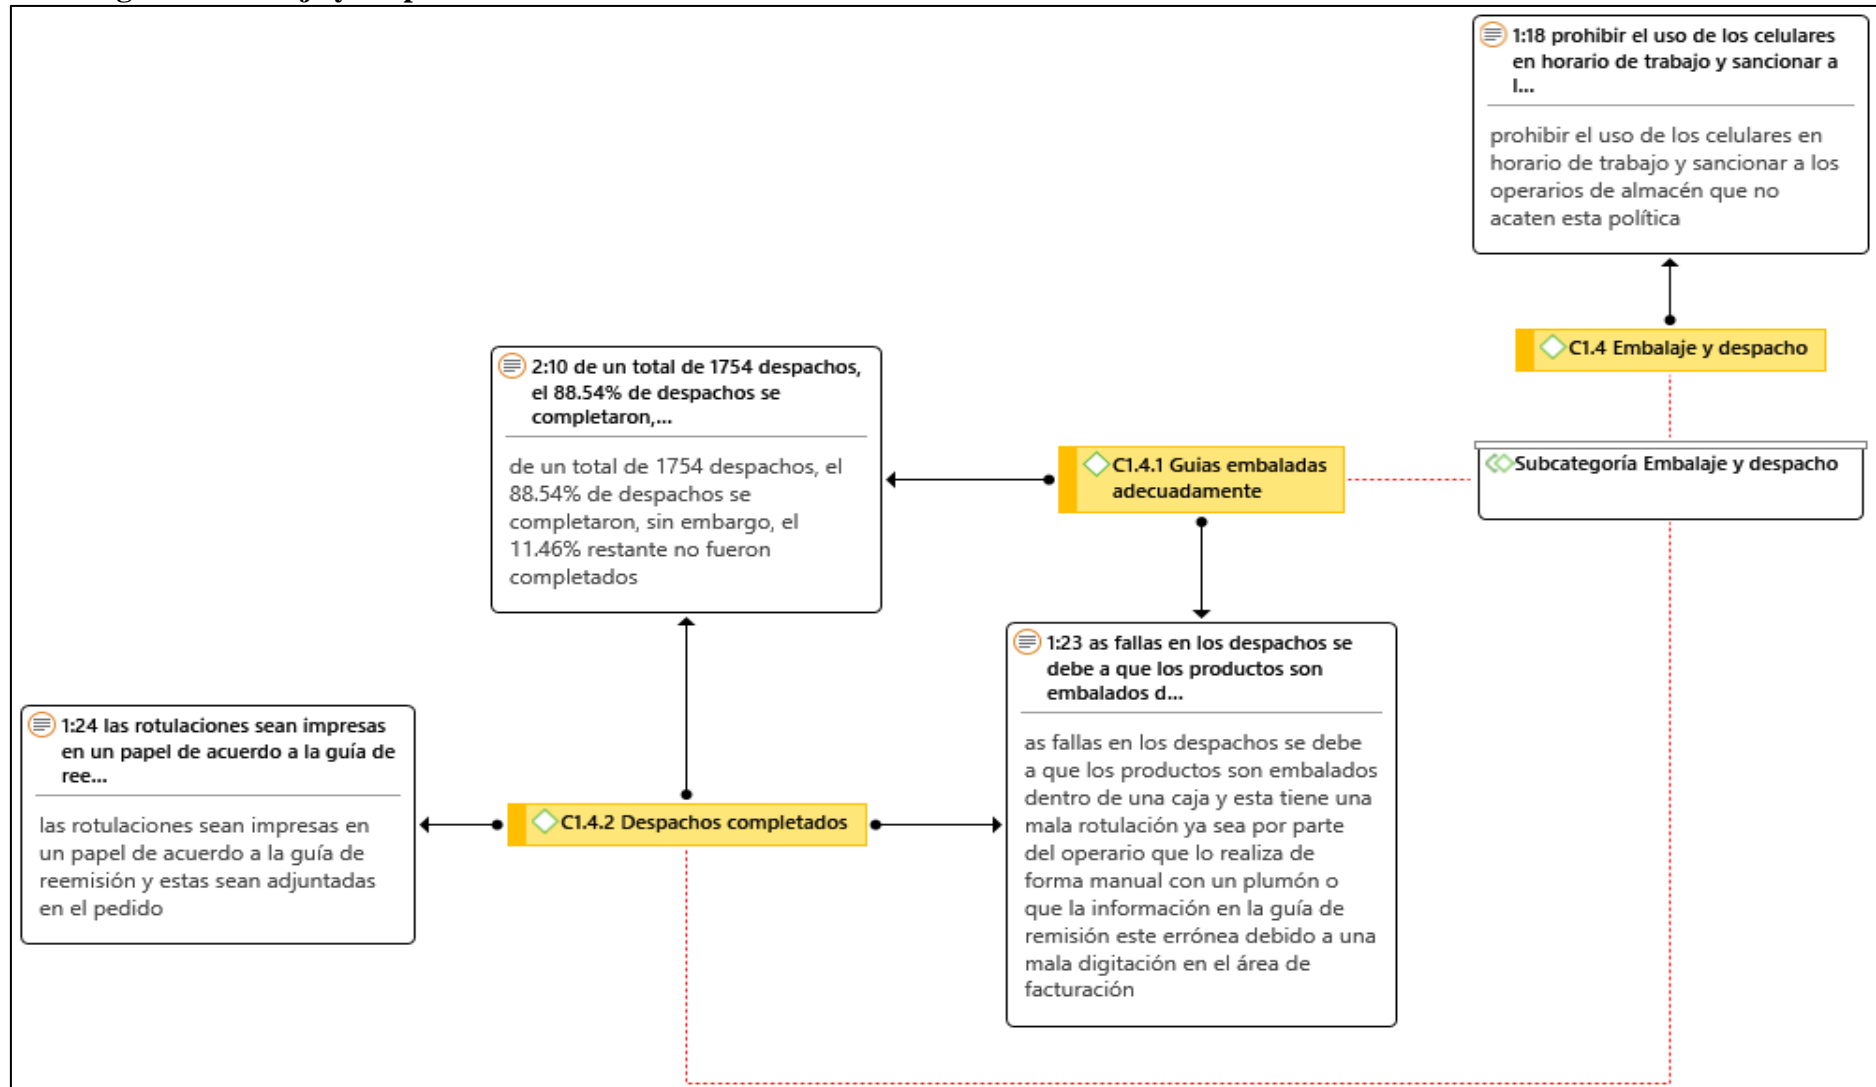 1:18 prohibir el uso de los celulares
en horario de trabajo y sancionar a
l...
prohibir el uso de los celulares en
horario de trabajo y sancionar a los
operarios de almacén que no
acaten esta política
C1.4 Embalaje y despacho
2:10 de un total de 1754 despachos,
el 88.54% de despachos se
completaron,...
de un total de 1754 despachos, el
88.54% de despachos se
completaron, sin embargo, el
11.46% restante no fueron
completados
C1.4.1 Guias embaladas
adecuadamente
Subcategoría Embalaje y despacho
1:23 as fallas en los despachos se
debe a que los productos son
embalados d...
as fallas en los despachos se debe
a que los productos son embalados
dentro de una caja y esta tiene una
mala rotulación ya sea por parte
del operario que lo realiza de
forma manual con un plumón o
que la información en la guía de
remisión este errónea debido a una
mala digitación en el área de
facturación
1:24 las rotulaciones sean impresas
en un papel de acuerdo a la guía de
ree...
las rotulaciones sean impresas en
un papel de acuerdo a la guía de
reemisión y estas sean adjuntadas
en el pedido
C1.4.2 Despachos completados